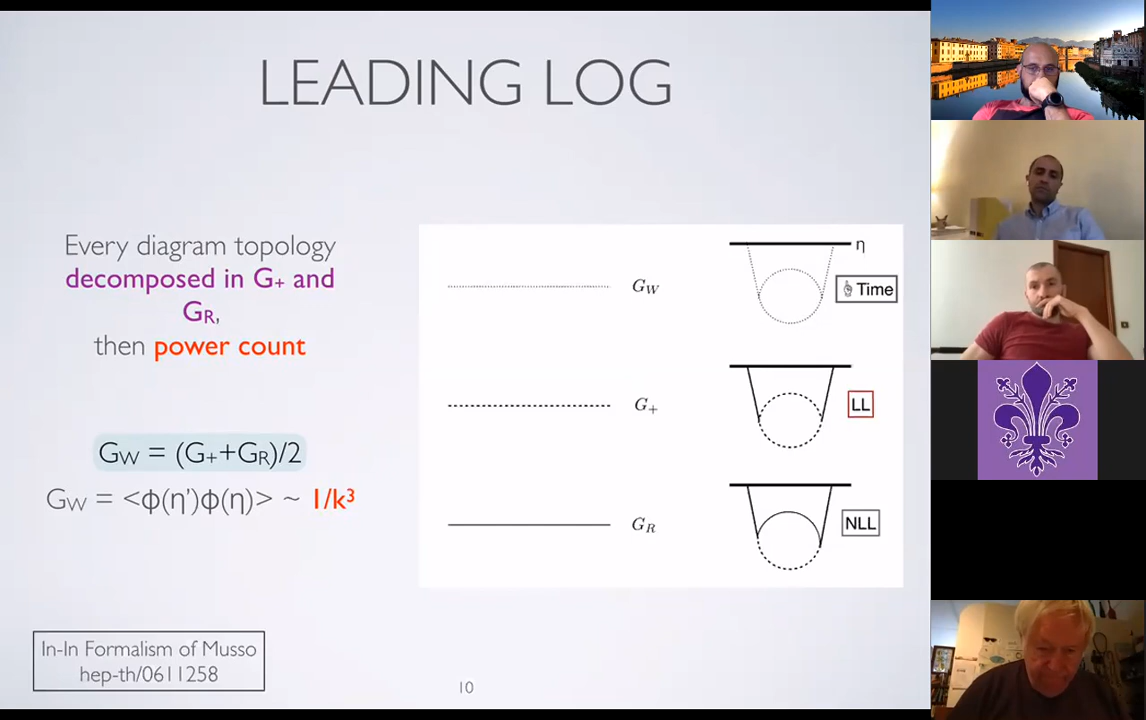 LEADING LOG
Every diagram topology
decomposed in G+ and
GR,
then power count
GW = (G++GR)/2
GW = <ϕ(η')ϕ(η)> ~ 1/k³
In-In Formalism of Musso
hep-th/0611258
GW
η
Time
G+
LL
GR
NLL
10